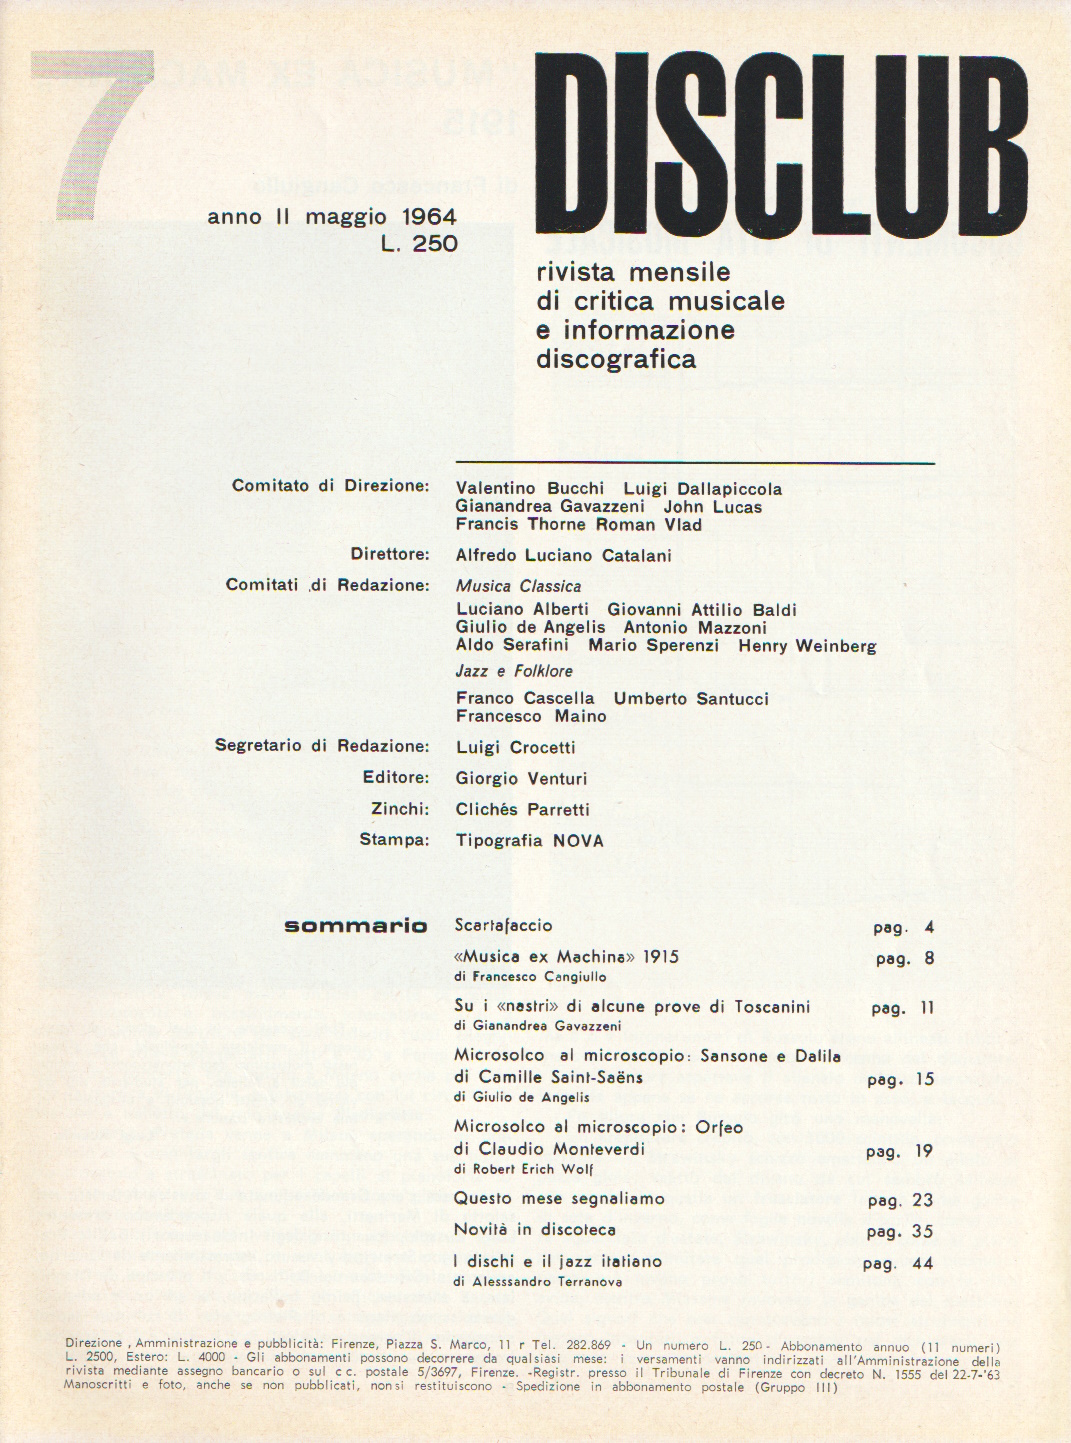 7
DISCLUB
anno II maggio 1964
L. 250
rivista mensile
di critica musicale
e informazione
discografica
Comitato di Direzione: Valentino Bucchi Luigi Dallapiccola
Gianandrea Gavazzeni John Lucas
Francis Thorne Roman Vlad
Direttore: Alfredo Luciano Catalani
Comitati di Redazione: Musica Classica
Luciano Alberti Giovanni Attilio Baldi
Giulio de Angelis Antonio Mazzoni
Aldo Serafini Mario Sperenzi Henry Weinberg
Jazz e Folklore
Franco Cascella Umberto Santucci
Francesco Maino
Segretario di Redazione: Luigi Crocetti
Editore: Giorgio Venturi
Zinchi: Clichés Parretti
Stampa: Tipografia NOVA
sommario Scartafaccio pag. 4
«Musica ex Machina» 1915 pag. 8
di Francesco Cangiullo
Su i «nastri» di alcune prove di Toscanini pag. 11
di Gianandrea Gavazzeni
Microsolco al microscopio: Sansone e Dalila
di Camille Saint-Saëns pag. 15
di Giulio de Angelis
Microsolco al microscopio: Orfeo
di Claudio Monteverdi pag. 19
di Robert Erich Wolf
Questo mese segnaliamo pag. 23
Novità in discoteca pag. 35
I dischi e il jazz italiano pag. 44
di Alesssandro Terranova
Direzione, Amministrazione e pubblicità: Firenze, Piazza S. Marco, 11 r Tel. 282.869 - Un numero L. 250 - Abbonamento annuo (11 numeri)
L. 2500, Estero: L. 4000 - Gli abbonamenti possono decorrere da qualsiasi mese: i versamenti vanno indirizzati all'Amministrazione della
rivista mediante assegno bancario o sul c c. postale 5/3697, Firenze. -Registr. presso il Tribunale di Firenze con decreto N. 1555 del 22-7-'63
Manoscritti e foto, anche se non pubblicati, non si restituiscono - Spedizione in abbonamento postale (Gruppo III)